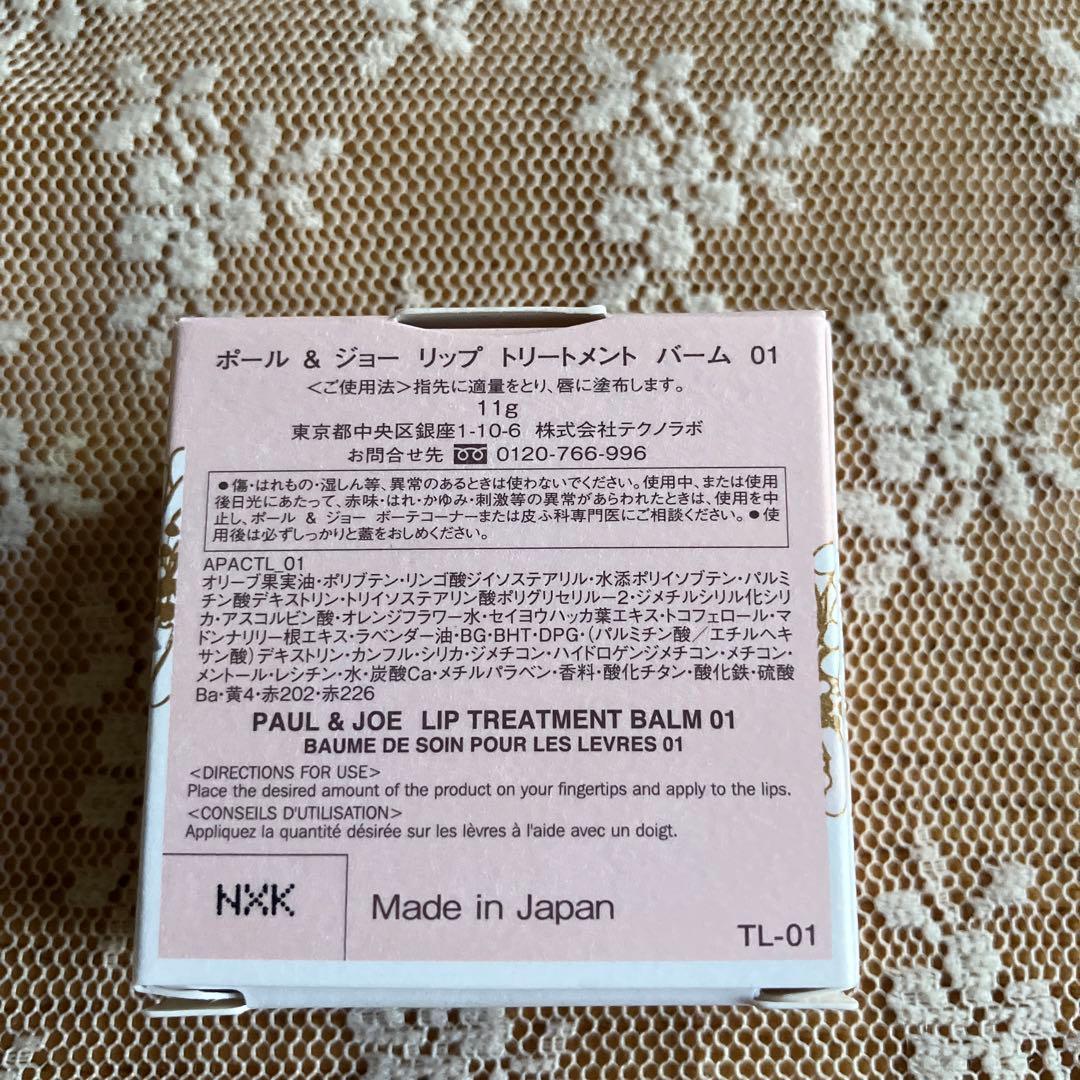 ポール & ジョー リップ トリートメント バーム 01
<ご使用法>指先に適量をとり、唇に塗布します。
11g
東京都中央区銀座1-10-6 株式会社テクノラボ
お問合せ先 0120-766-996
●傷・はれもの・湿しん等、異常のあるときは使わないでください。使用中、または使用
後日光にあたって、赤味・はれ・かゆみ・刺激等の異常があらわれたときは、使用を中
止し、ポール & ジョー ボーテコーナーまたは皮ふ科専門医にご相談ください。●使
用後は必ずしっかりと蓋をおしめください。
APACTL_01
オリーブ果実油・ポリブテン・リンゴ酸ジイソステアリル・水添ポリイソブテン・パルミ
チン酸デキストリン・トリイソステアリン酸ポリグリセリル－2・ジメチルシリル化シリ
カ・アスコルビン酸・オレンジフラワー水・セイヨウハッカ葉エキス・トコフェロール・マ
ドンナリリー根エキス・ラベンダー油・BG・BHT・DPG・(パルミチン酸／エチルヘキ
サン酸)デキストリン・カンフル・シリカ・ジメチコン・ハイドロゲンジメチコン・メチコン・
メントール・レシチン・水・炭酸Ca・メチルパラベン・香料・酸化チタン・酸化鉄・硫酸
Ba・黄4・赤202・赤226
PAUL & JOE LIP TREATMENT BALM 01
BAUME DE SOIN POUR LES LEVRES 01
<DIRECTIONS FOR USE>
Place the desired amount of the product on your fingertips and apply to the lips.
<CONSEILS D'UTILISATION>
Appliquez la quantité désirée sur les lèvres à l'aide avec un doigt.
NXK
Made in Japan
TL-01